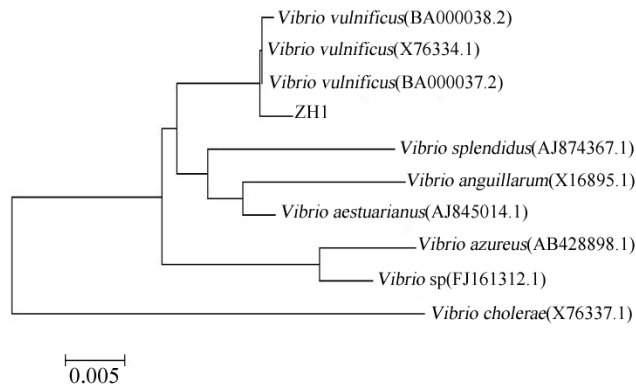 Vibrio vulnificus(BA000038.2)
Vibrio vulnificus(X76334.1)
Vibrio vulnificus(BA000037.2)
ZH1
Vibrio splendidus(AJ874367.1)
Vibrio anguillarum(X16895.1)
Vibrio aestuarianus(AJ845014.1)
Vibrio azureus(AB428898.1)
Vibrio sp(FJ161312.1)
Vibrio cholerae(X76337.1)
0.005